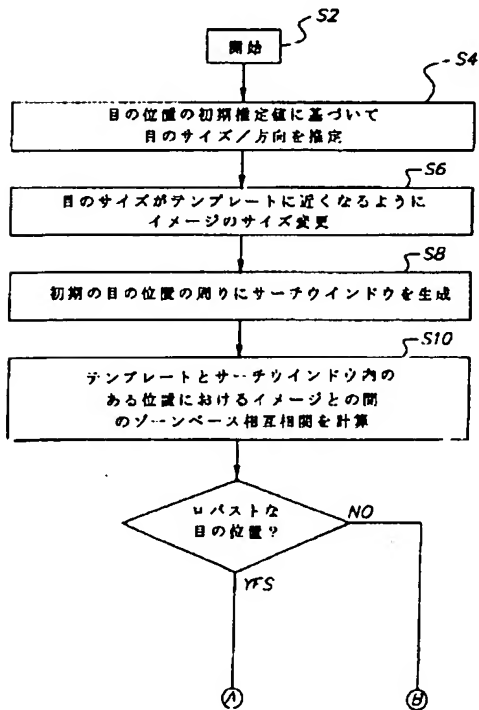 S2
開始
S4
目の位置の初期推定値に基づいて
目のサイズ／方向を推定
S6
目のサイズがテンプレートに近くなるように
イメージのサイズ変更
S8
初期の目の位置の周りにサーチウインドウを生成
S10
テンプレートとサーチウインドウ内の
ある位置におけるイメージとの間
のゾーンベース相互相関を計算
ロバストな
目の位置？
NO
YES
A
B